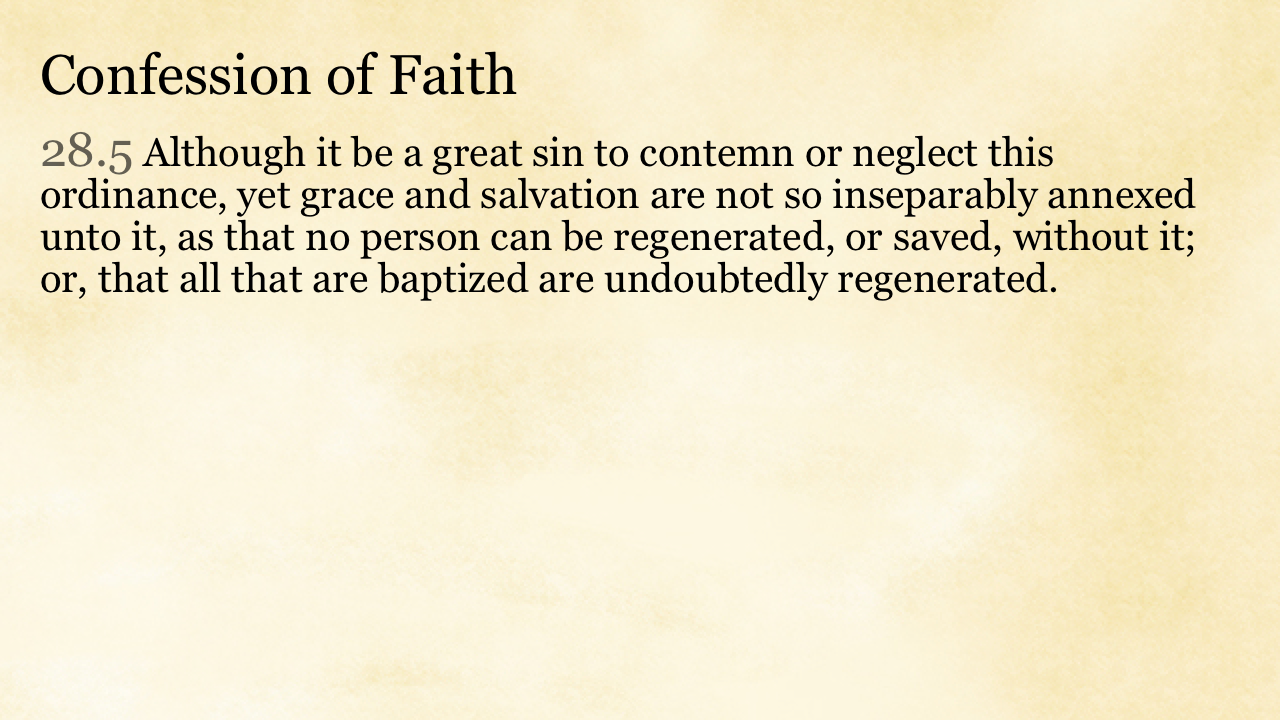 Confession of Faith
28.5 Although it be a great sin to contemn or neglect this
ordinance, yet grace and salvation are not so inseparably annexed
unto it, as that no person can be regenerated, or saved, without it;
or, that all that are baptized are undoubtedly regenerated.